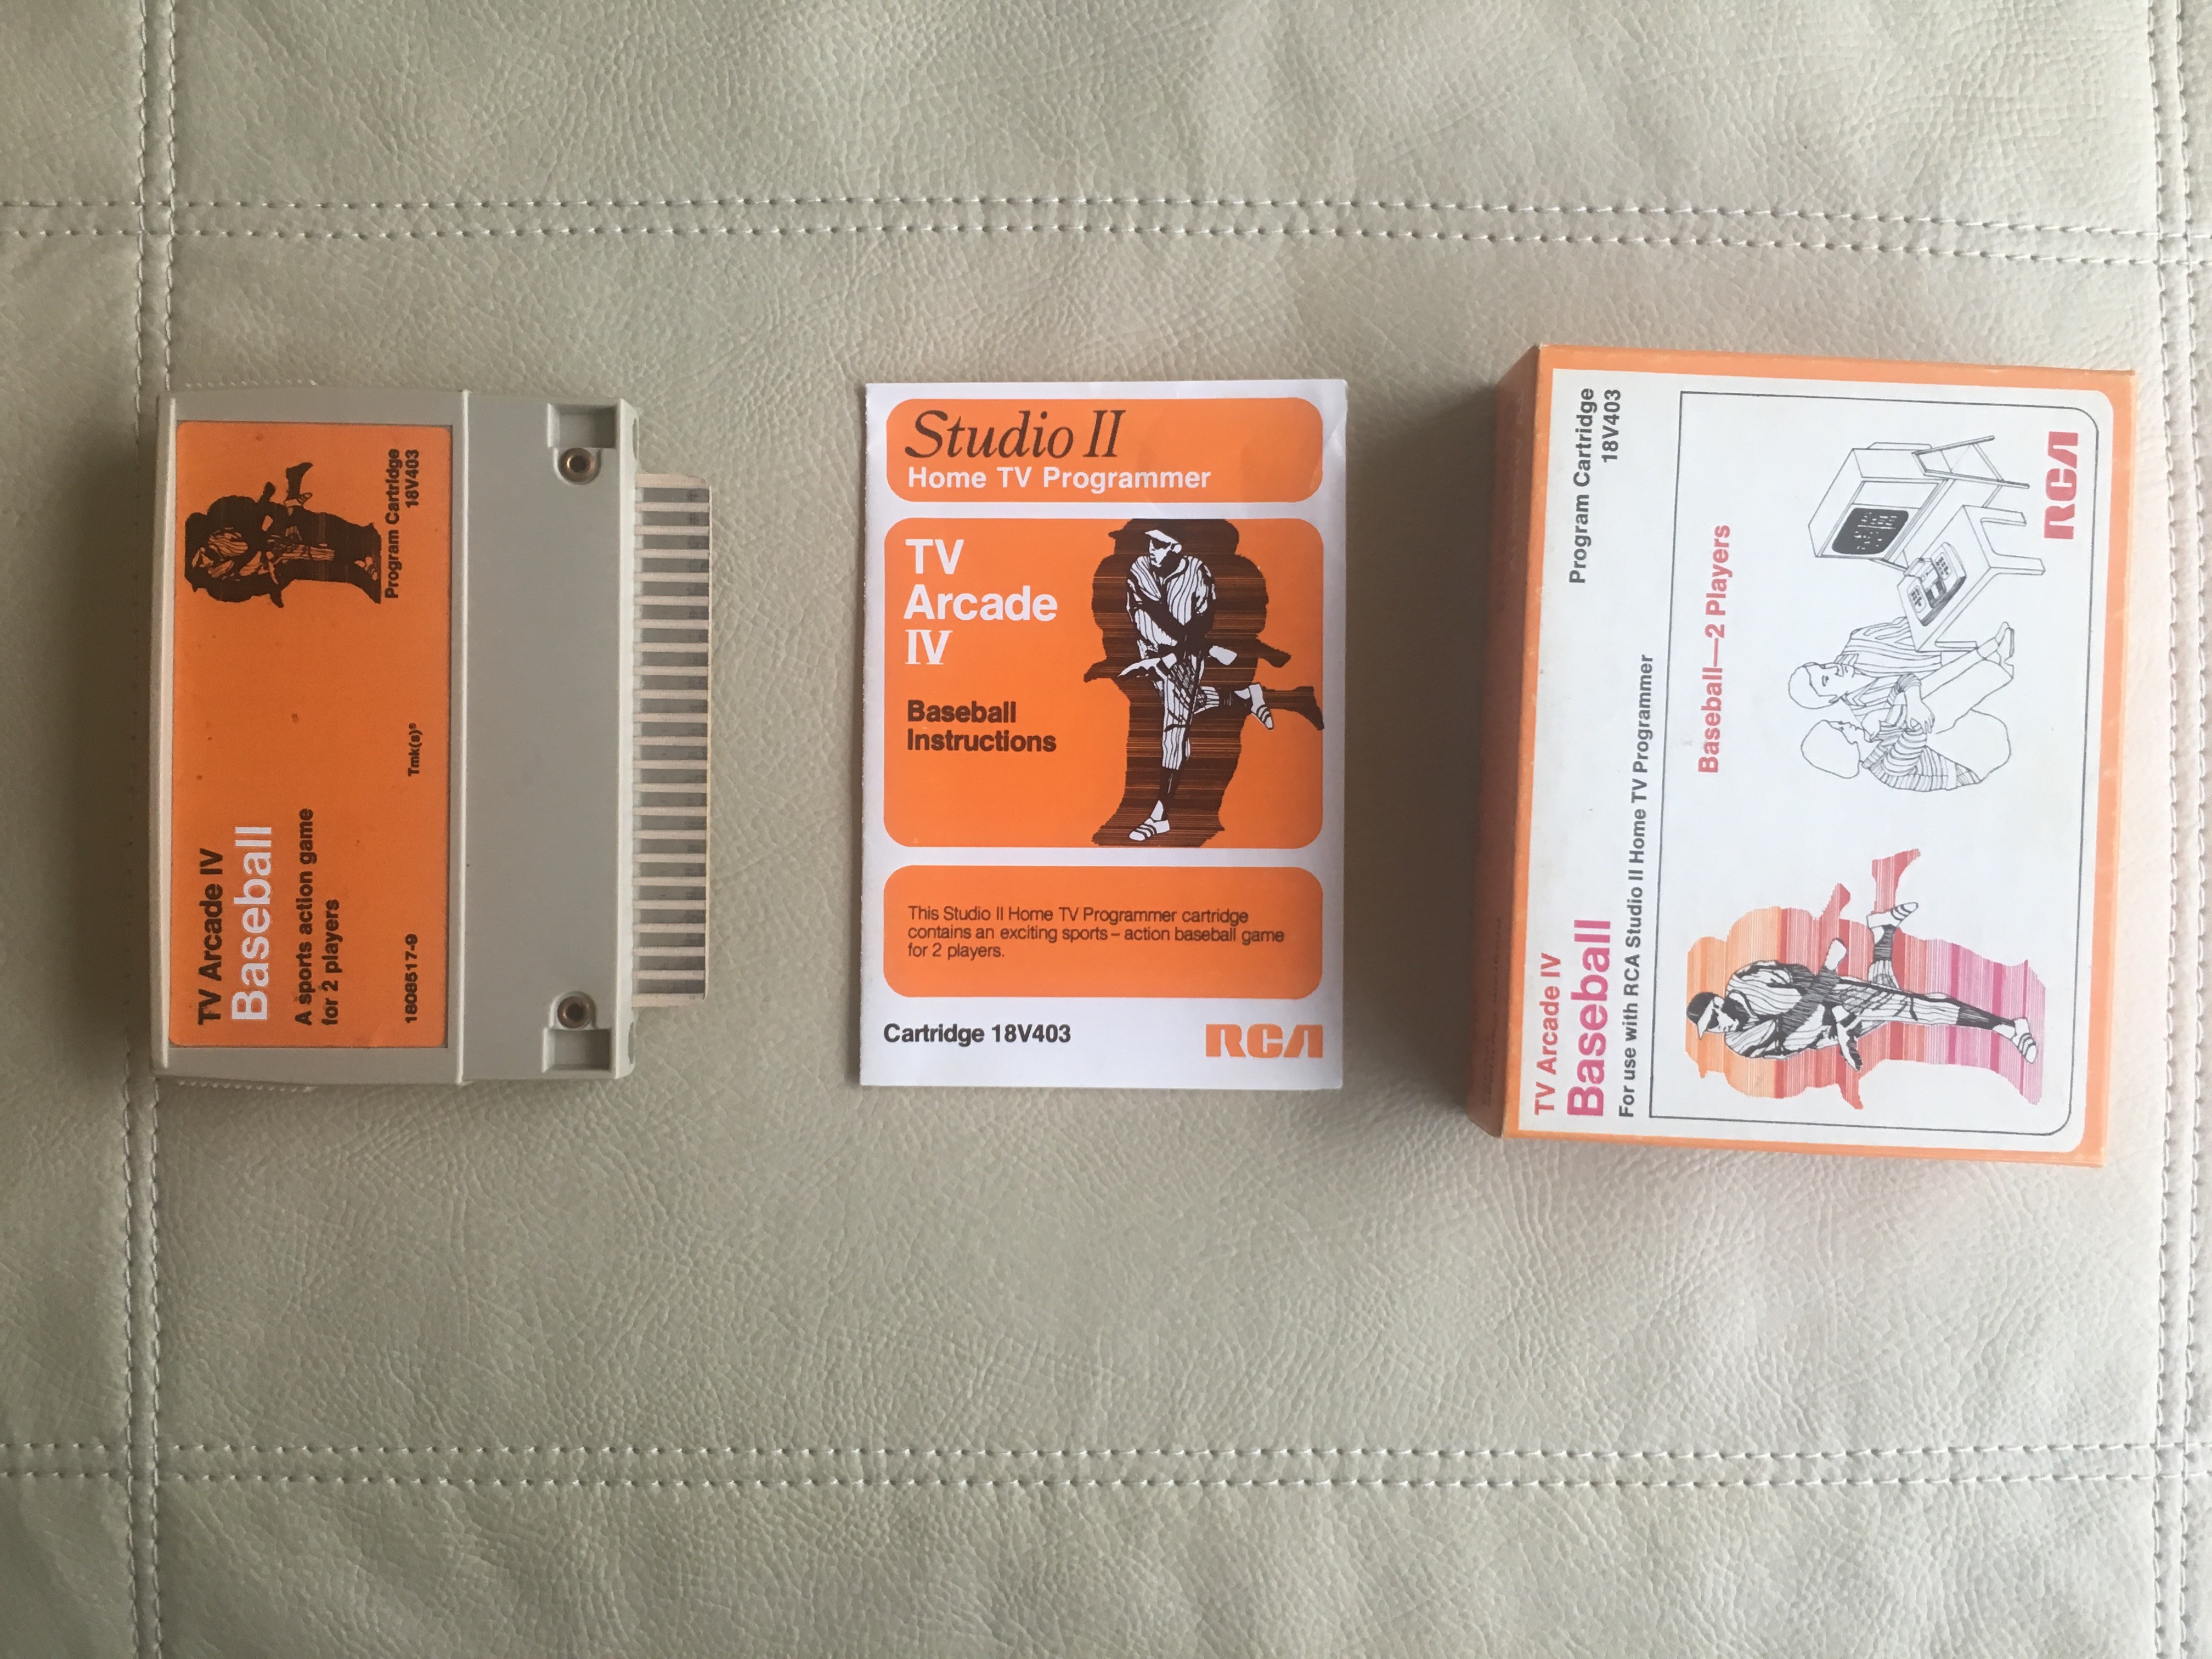 TV Arcade IV
Baseball
A sports action game
for 2 players
1808517-9
Tmk(s)®
Program Cartridge
18V403
Studio II
Home TV Programmer
TV
Arcade
IV
Baseball
Instructions
This Studio II Home TV Programmer cartridge
contains an exciting sports – action baseball game
for 2 players.
Cartridge 18V403
RCA
TV Arcade IV
Baseball
For use with RCA Studio II Home TV Programmer
Program Cartridge
18V403
Baseball—2 Players
RCA